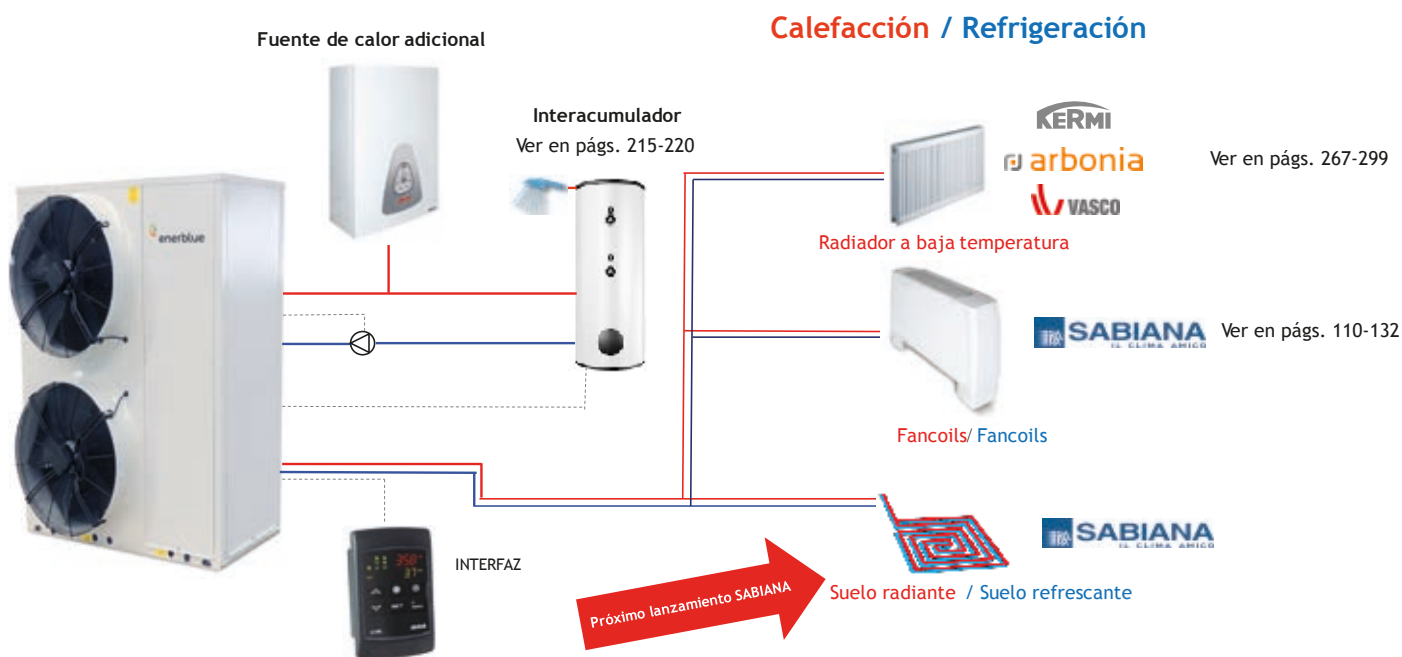 Calefacción / Refrigeración
Fuente de calor adicional
Interacumulador
Ver en págs. 215-220
KERMI
arbonia
VASCO
Ver en págs. 267-299
Radiador a baja temperatura
enerblue
SABIANA
IL CLIMA AMICO
Ver en págs. 110-132
Fancoils/ Fancoils
SABIANA
IL CLIMA AMICO
INTERFAZ
Próximo lanzamiento SABIANA
Suelo radiante / Suelo refrescante